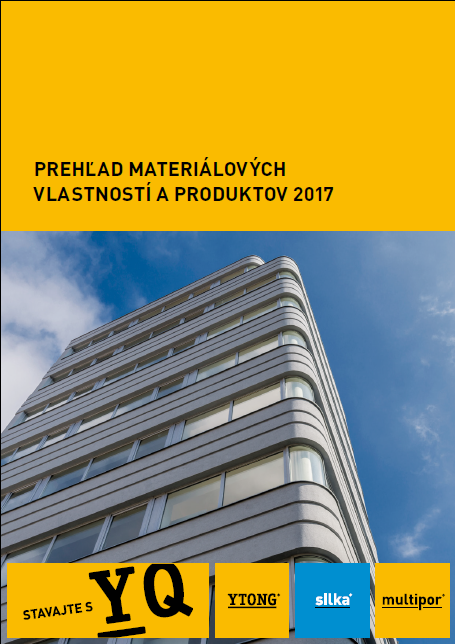 PREHĽAD MATERIÁLOVÝCH
VLASTNOSTÍ A PRODUKTOV 2017
STAVAJTE S YQ
YTONG®
silka®
multipor®